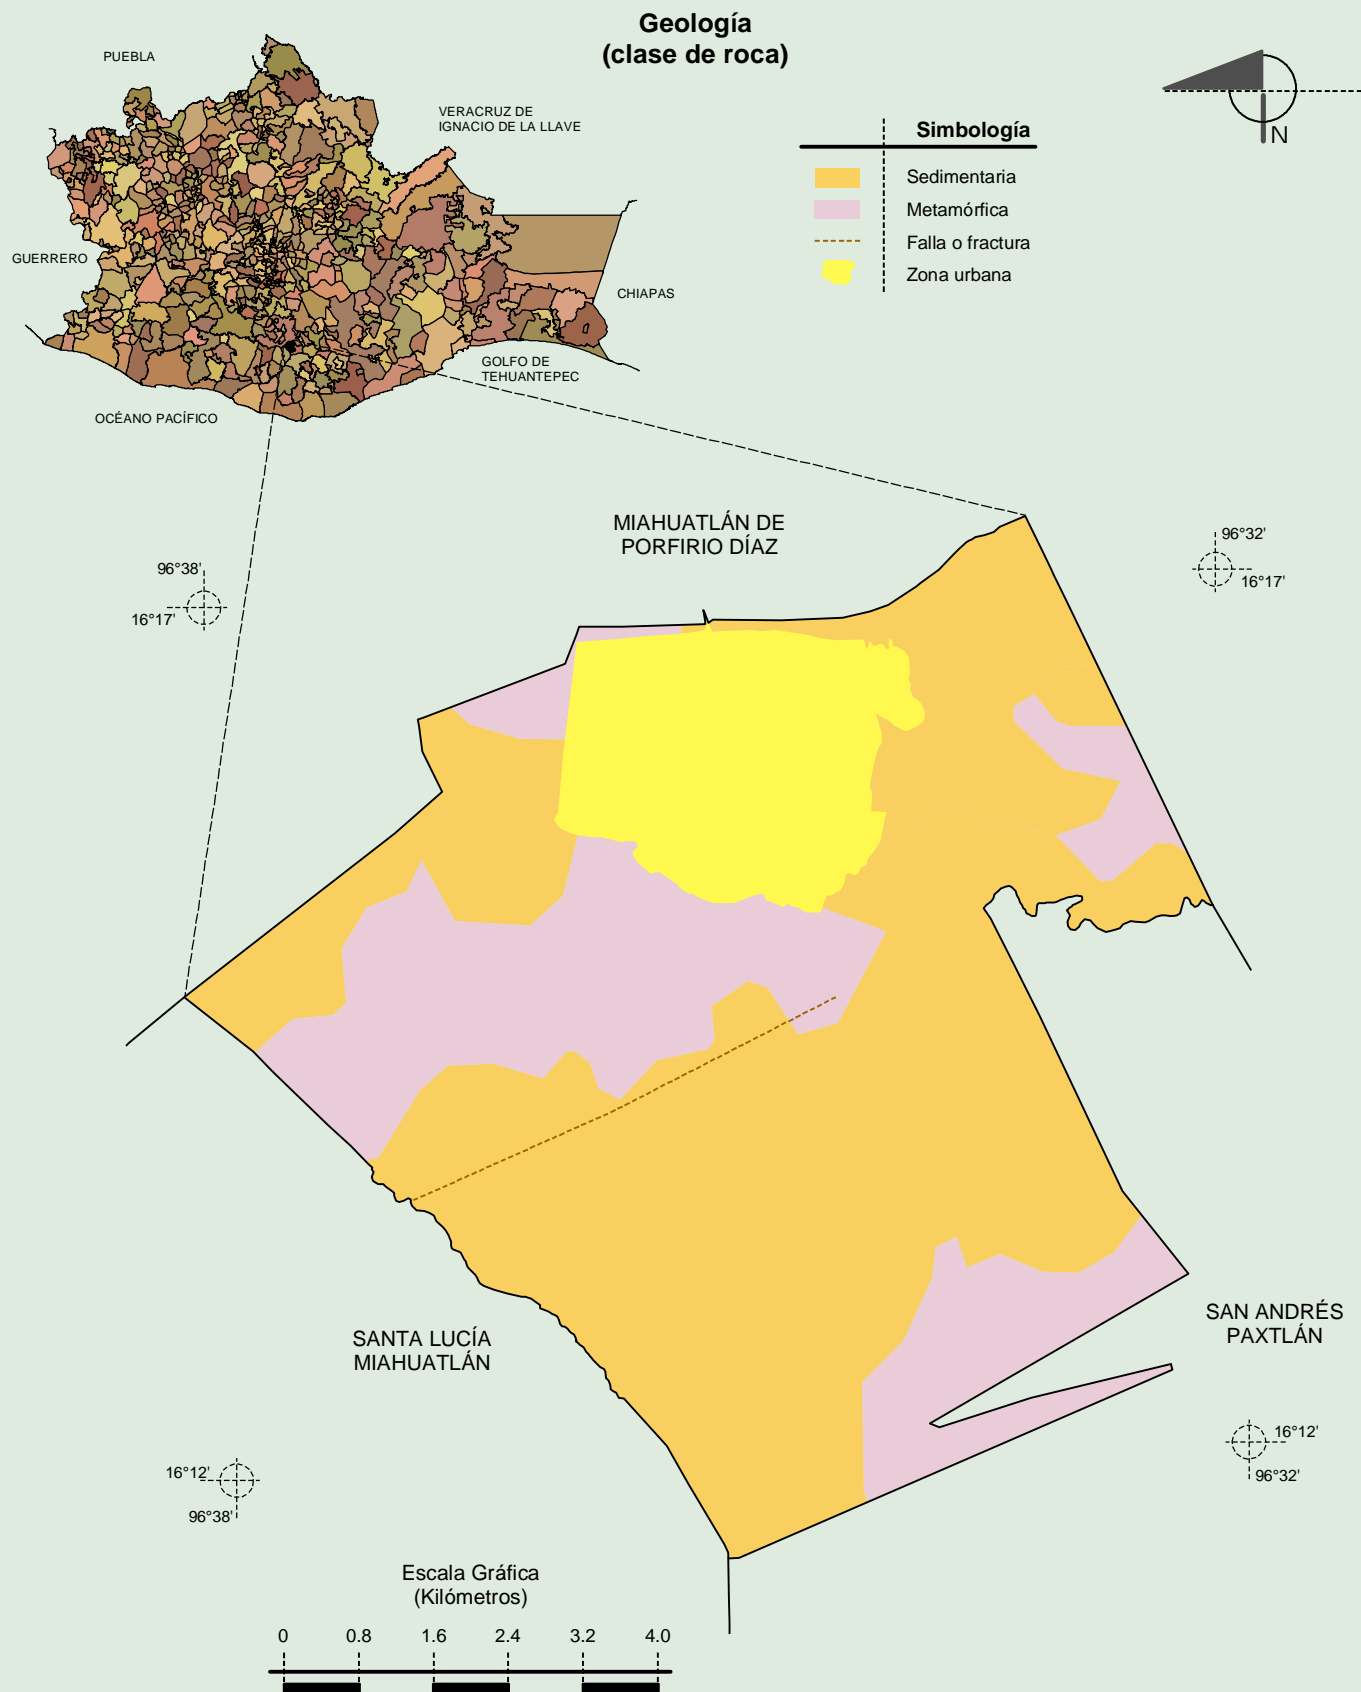 Geología
(clase de roca)
PUEBLA
VERACRUZ DE
IGNACIO DE LA LLAVE
GUERRERO
CHIAPAS
GOLFO DE
TEHUANTEPEC
OCÉANO PACÍFICO
N
Simbología
Sedimentaria
Metamórfica
Falla o fractura
Zona urbana
MIAHUATLÁN DE
PORFIRIO DÍAZ
96°38'
16°17'
96°32'
16°17'
SANTA LUCÍA
MIAHUATLÁN
SAN ANDRÉS
PAXTLÁN
16°12'
96°38'
16°12'
96°32'
Escala Gráfica
(Kilómetros)
0 0.8 1.6 2.4 3.2 4.0